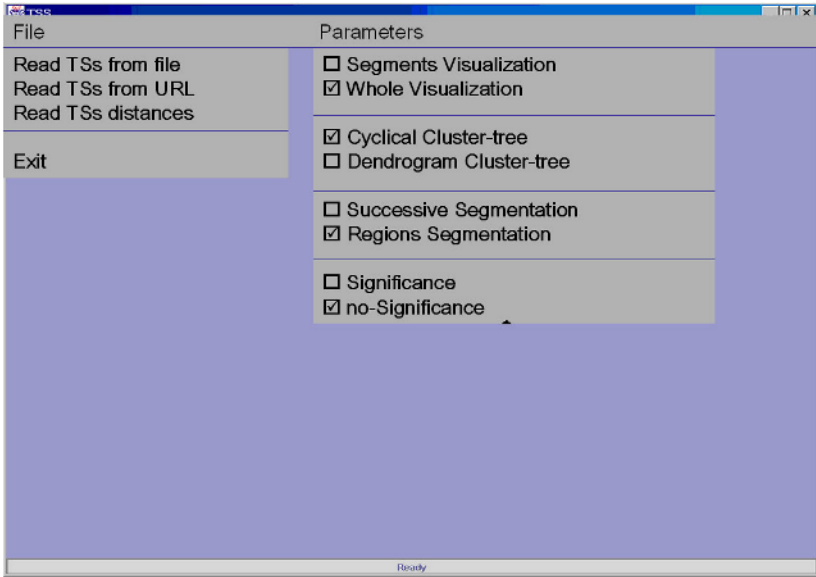 TSS
File
Parameters
Read TSs from file
Read TSs from URL
Read TSs distances
Exit
Segments Visualization
Whole Visualization
Cyclical Cluster-tree
Dendrogram Cluster-tree
Successive Segmentation
Regions Segmentation
Significance
no-Significance
Ready